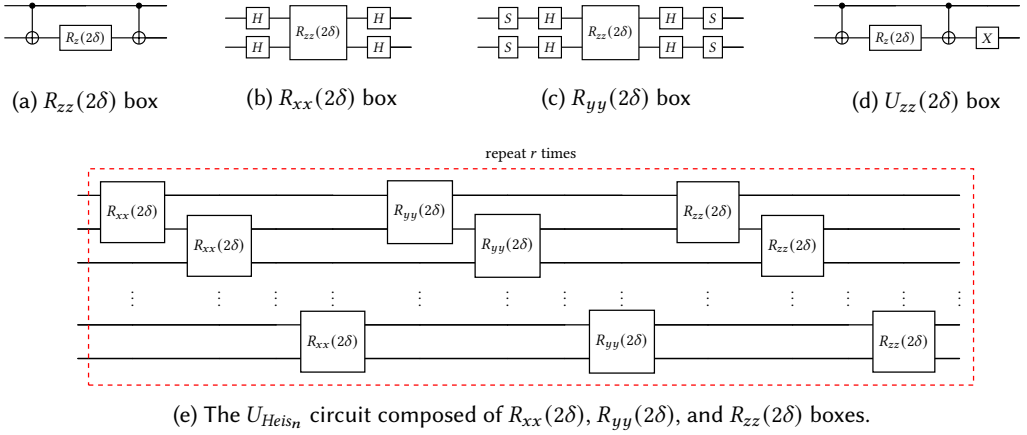 R_z(2δ)
H H
R_zz(2δ)
H H
S H H S
R_zz(2δ)
S H H S
R_z(2δ) X
(a) R_zz(2δ) box
(b) R_xx(2δ) box
(c) R_yy(2δ) box
(d) U_zz(2δ) box
repeat r times
R_xx(2δ) R_yy(2δ) R_zz(2δ)
R_xx(2δ) R_yy(2δ) R_zz(2δ)
R_xx(2δ) R_yy(2δ) R_zz(2δ)
(e) The U_{Heis_n} circuit composed of R_xx(2δ), R_yy(2δ), and R_zz(2δ) boxes.